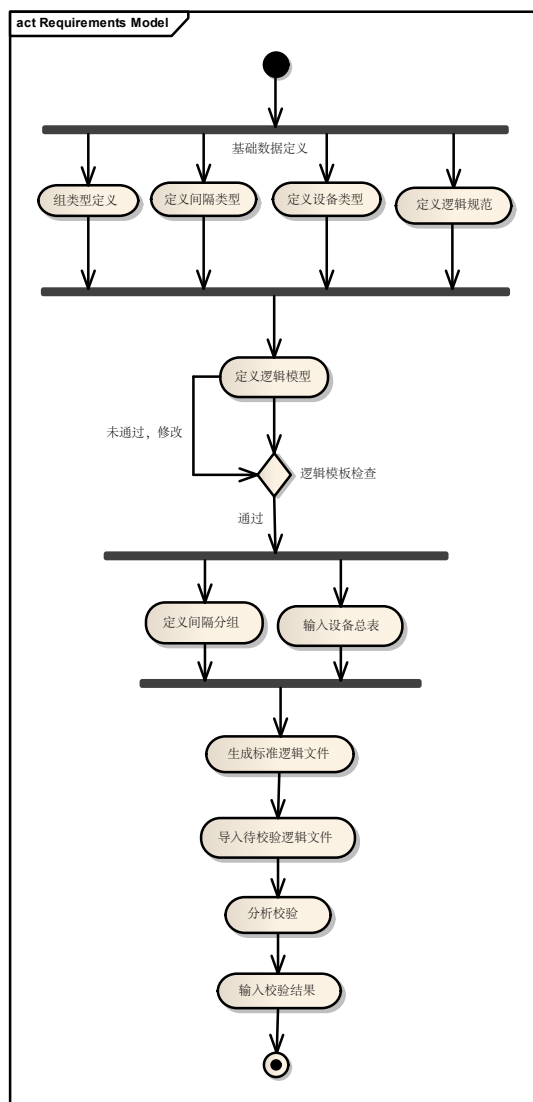 act Requirements Model
基础数据定义
组类型定义
定义间隔类型
定义设备类型
定义逻辑规范
定义逻辑模型
未通过，修改
逻辑模板检查
通过
定义间隔分组
输入设备总表
生成标准逻辑文件
导入待校验逻辑文件
分析校验
输入校验结果